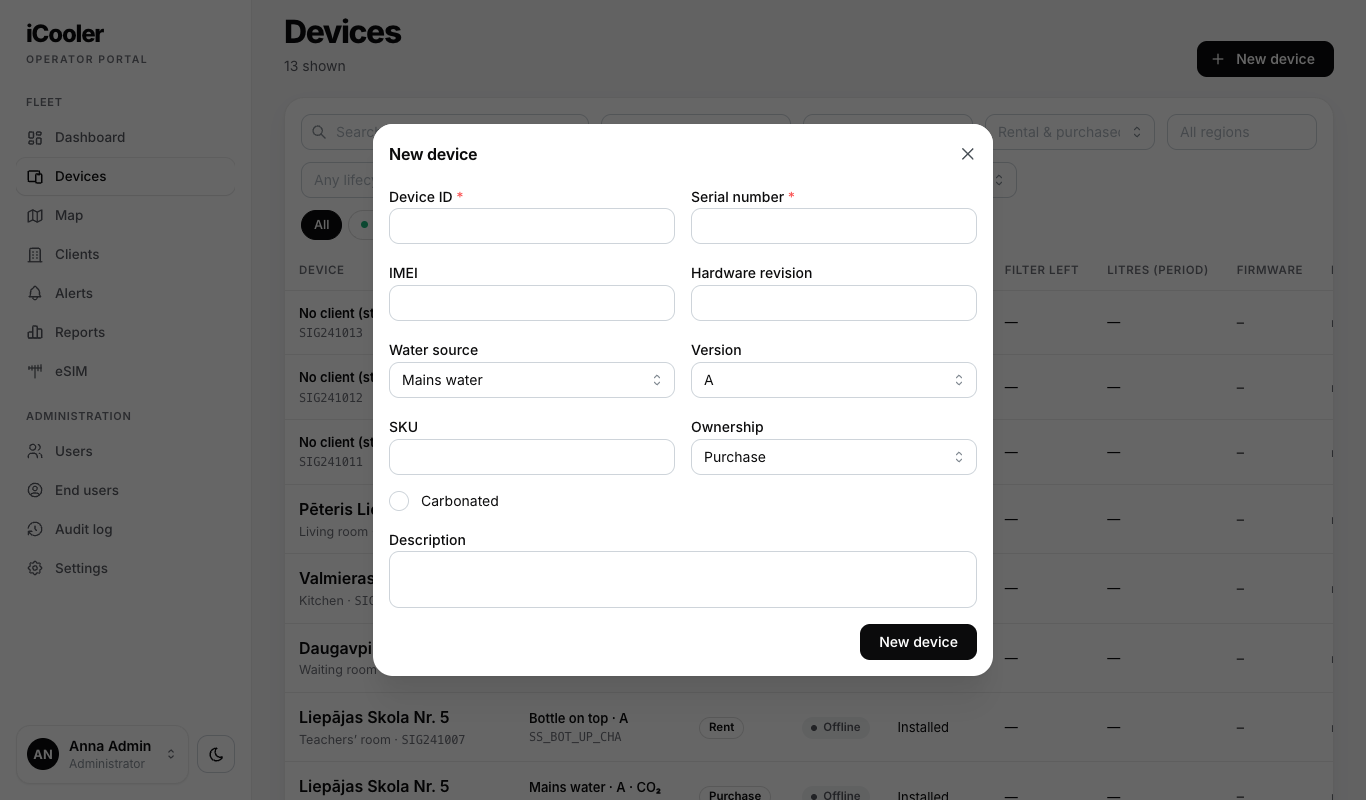 iCooler
OPERATOR PORTAL
FLEET
Dashboard
Devices
Map
Clients
Alerts
Reports
eSIM
ADMINISTRATION
Users
End users
Audit log
Settings
AN
Anna Admin
Administrator
Devices
13 shown
New device
Rental &
All regions
Any
All
DEVICE
FILTER LEFT
LITRES (PERIOD)
FIRMWARE
No client
SIG241013
— — –
No client
SIG241012
— — –
No client
SIG241011
— — –
Pēteris
Living room
— — –
Valmieras
Kitchen ·
— — –
Waiting room
— — –
Liepājas Skola Nr. 5
Teachers’ room · SIG241007
Bottle on top · A
SS_BOT_UP_CHA
Rent
Offline
Installed
— — –
Liepājas Skola Nr. 5
Mains water · A · CO₂
Purchase
Offline
Installed
— — –
New device
Device ID *
Serial number *
IMEI
Hardware revision
Water source
Mains water
Version
A
SKU
Ownership
Purchase
Carbonated
Description
New device